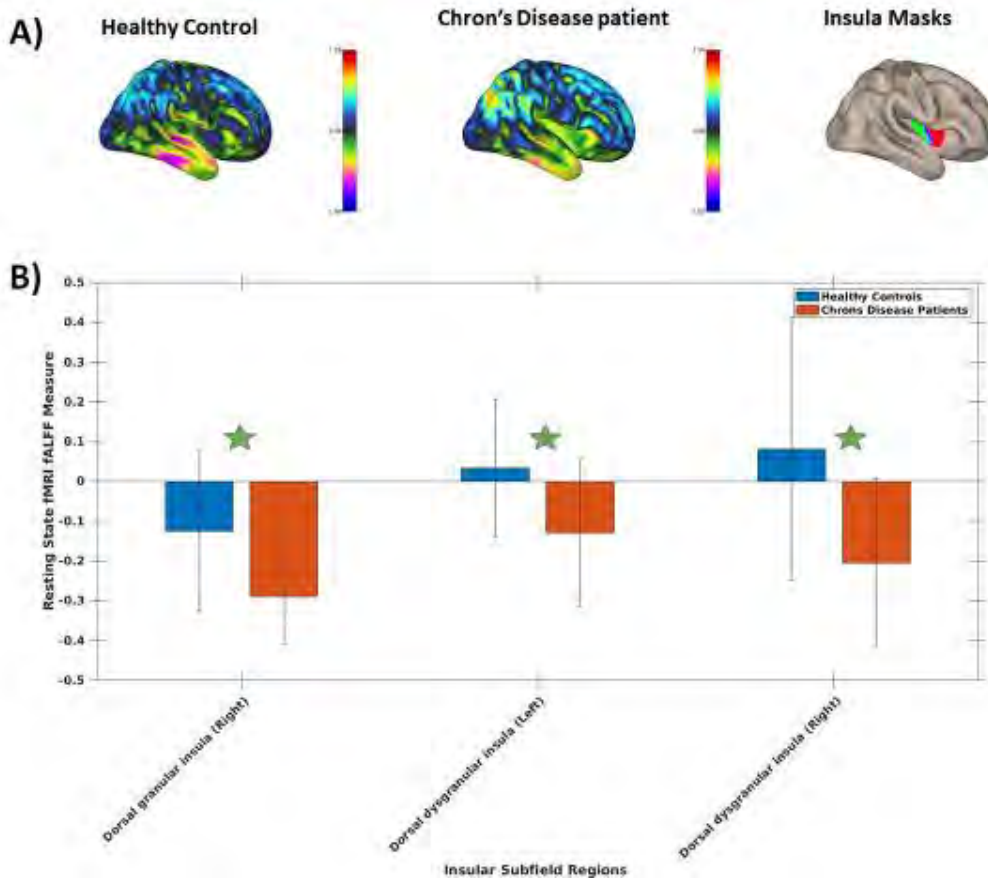 A)
Healthy Control
Chron's Disease patient
Insula Masks
B)
0.5
0.4
0.3
0.2
0.1
0
-0.1
-0.2
-0.3
-0.4
-0.5
Resting State fMRI fALFF Measure
Healthy Controls
Chrons Disease Patients
Dorsal granular insula (Right)
Dorsal dysgranular insula (Left)
Dorsal dysgranular insula (Right)
Insular Subfield Regions